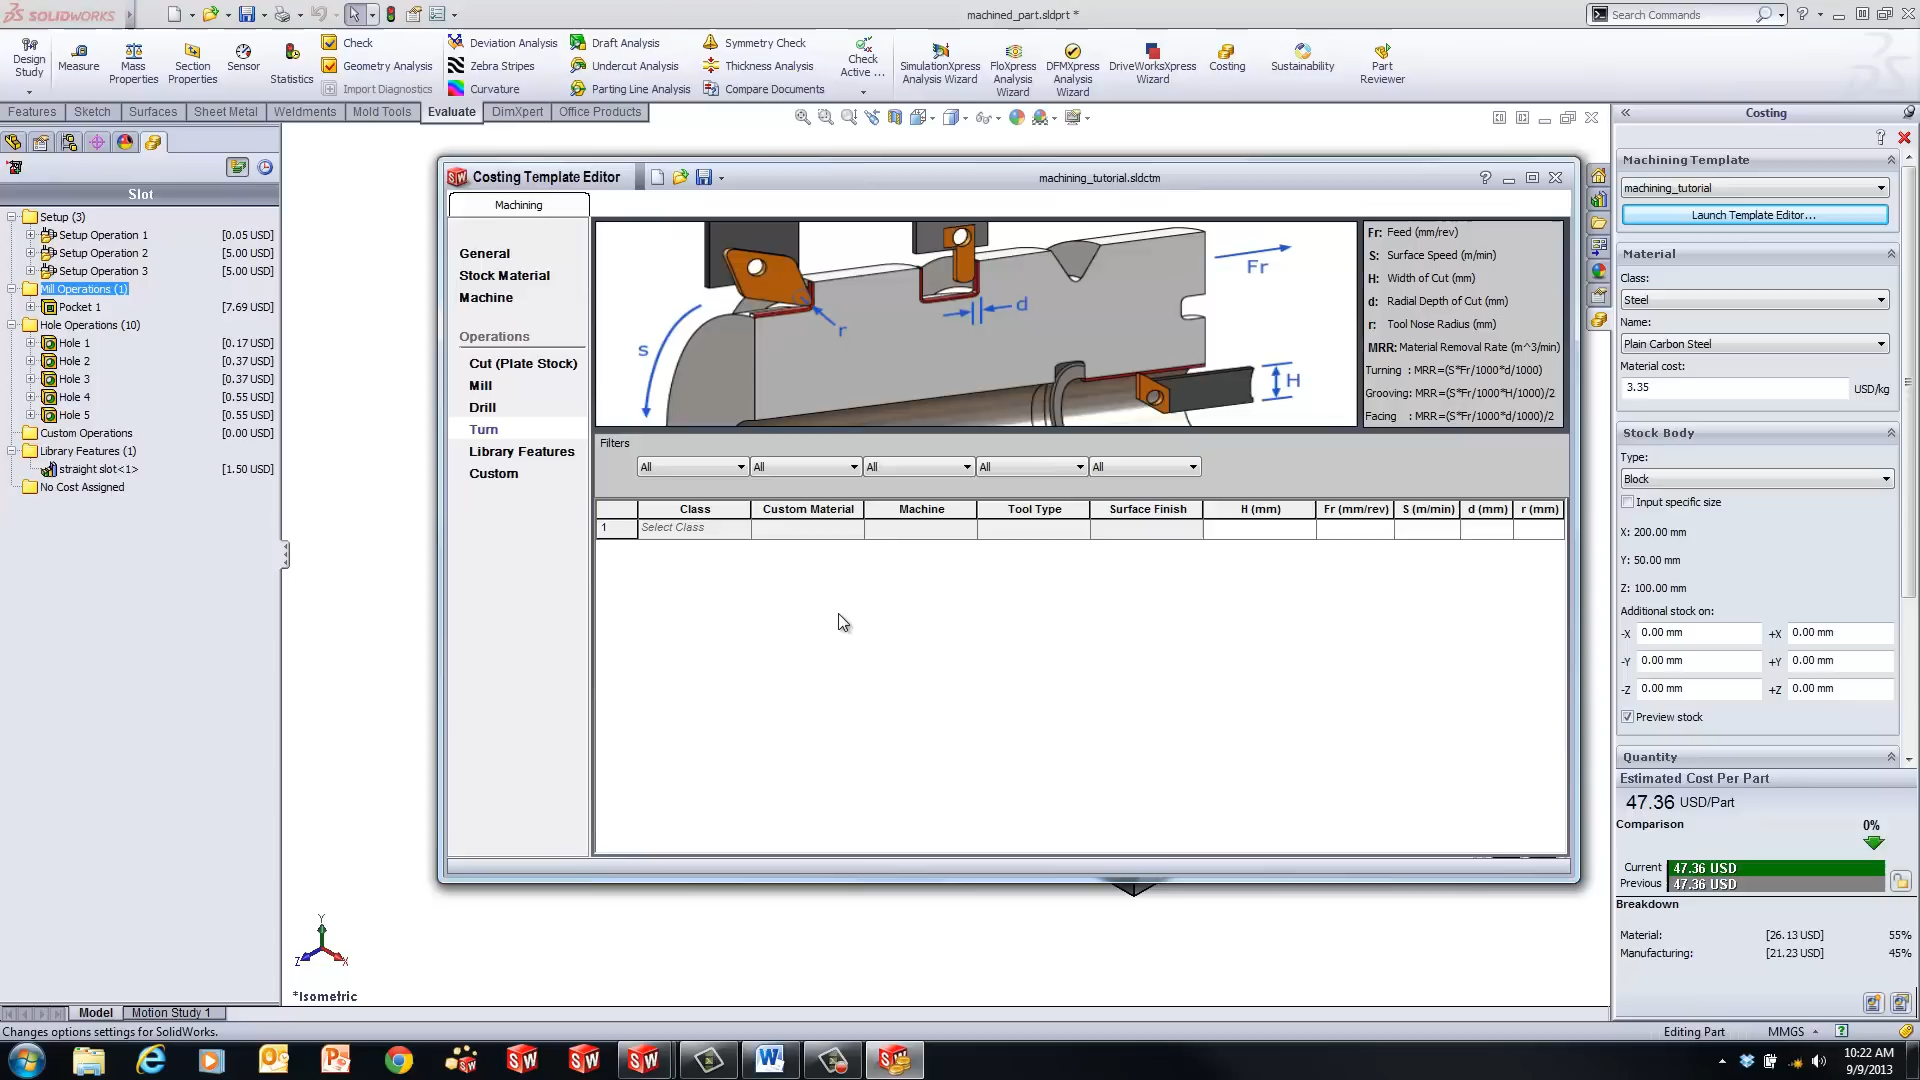 SOLIDWORKS
machined_part.sldprt *
Search Commands
Design Study
Measure
Mass Properties
Section Properties
Sensor
Statistics
Check
Geometry Analysis
Import Diagnostics
Deviation Analysis
Zebra Stripes
Curvature
Draft Analysis
Undercut Analysis
Parting Line Analysis
Symmetry Check
Thickness Analysis
Compare Documents
Check Active ...
SimulationXpress Analysis Wizard
FloXpress Analysis Wizard
DFMXpress Analysis Wizard
DriveWorksXpress Wizard
Costing
Sustainability
Part Reviewer
Features Sketch Surfaces Sheet Metal Weldments Mold Tools Evaluate DimXpert Office Products
Slot
Setup (3)
Setup Operation 1 [0.05 USD]
Setup Operation 2 [5.00 USD]
Setup Operation 3 [5.00 USD]
Mill Operations (1)
Pocket 1 [7.69 USD]
Hole Operations (10)
Hole 1 [0.17 USD]
Hole 2 [0.37 USD]
Hole 3 [0.37 USD]
Hole 4 [0.55 USD]
Hole 5 [0.55 USD]
Custom Operations [0.00 USD]
Library Features (1)
straight slot<1> [1.50 USD]
No Cost Assigned
Costing Template Editor
machining_tutorial.sldctm
Machining
General
Stock Material
Machine
Operations
Cut (Plate Stock)
Mill
Drill
Turn
Library Features
Custom
s
r
d
Fr
H
Fr: Feed (mm/rev)
S: Surface Speed (m/min)
H: Width of Cut (mm)
d: Radial Depth of Cut (mm)
r: Tool Nose Radius (mm)
MRR: Material Removal Rate (m^3/min)
Turning : MRR=(S*Fr/1000*d/1000)
Grooving: MRR=(S*Fr/1000*H/1000)/2
Facing : MRR=(S*Fr/1000*d/1000)/2
Filters
All All All All All
Class Custom Material Machine Tool Type Surface Finish H (mm) Fr (mm/rev) S (m/min) d (mm) r (mm)
1 Select Class
Costing
Machining Template
machining_tutorial
Launch Template Editor...
Material
Class:
Steel
Name:
Plain Carbon Steel
Material cost:
3.35 USD/kg
Stock Body
Type:
Block
Input specific size
X: 200.00 mm
Y: 50.00 mm
Z: 100.00 mm
Additional stock on:
-X 0.00 mm +X 0.00 mm
-Y 0.00 mm +Y 0.00 mm
-Z 0.00 mm +Z 0.00 mm
Preview stock
Quantity
Estimated Cost Per Part
47.36 USD/Part
Comparison 0%
Current 47.36 USD
Previous 47.36 USD
Breakdown
Material: [26.13 USD] 55%
Manufacturing: [21.23 USD] 45%
Y
Z X
*Isometric
Model Motion Study 1
Changes options settings for SolidWorks.
Editing Part MMGS
10:22 AM
9/9/2013